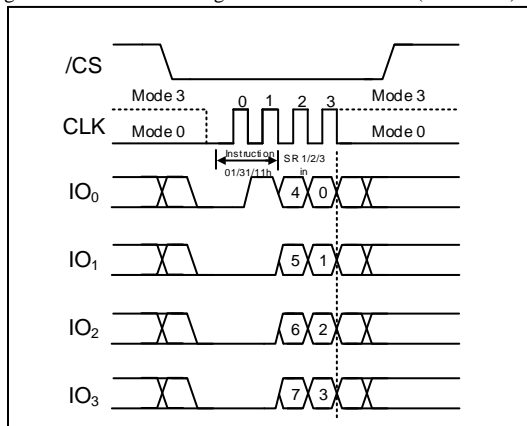 /CS
Mode 3 0 1 2 3 Mode 3
CLK Mode 0 Mode 0
Instruction SR 1/2/3
01/31/11h in
IO0 4 0
IO1 5 1
IO2 6 2
IO3 7 3